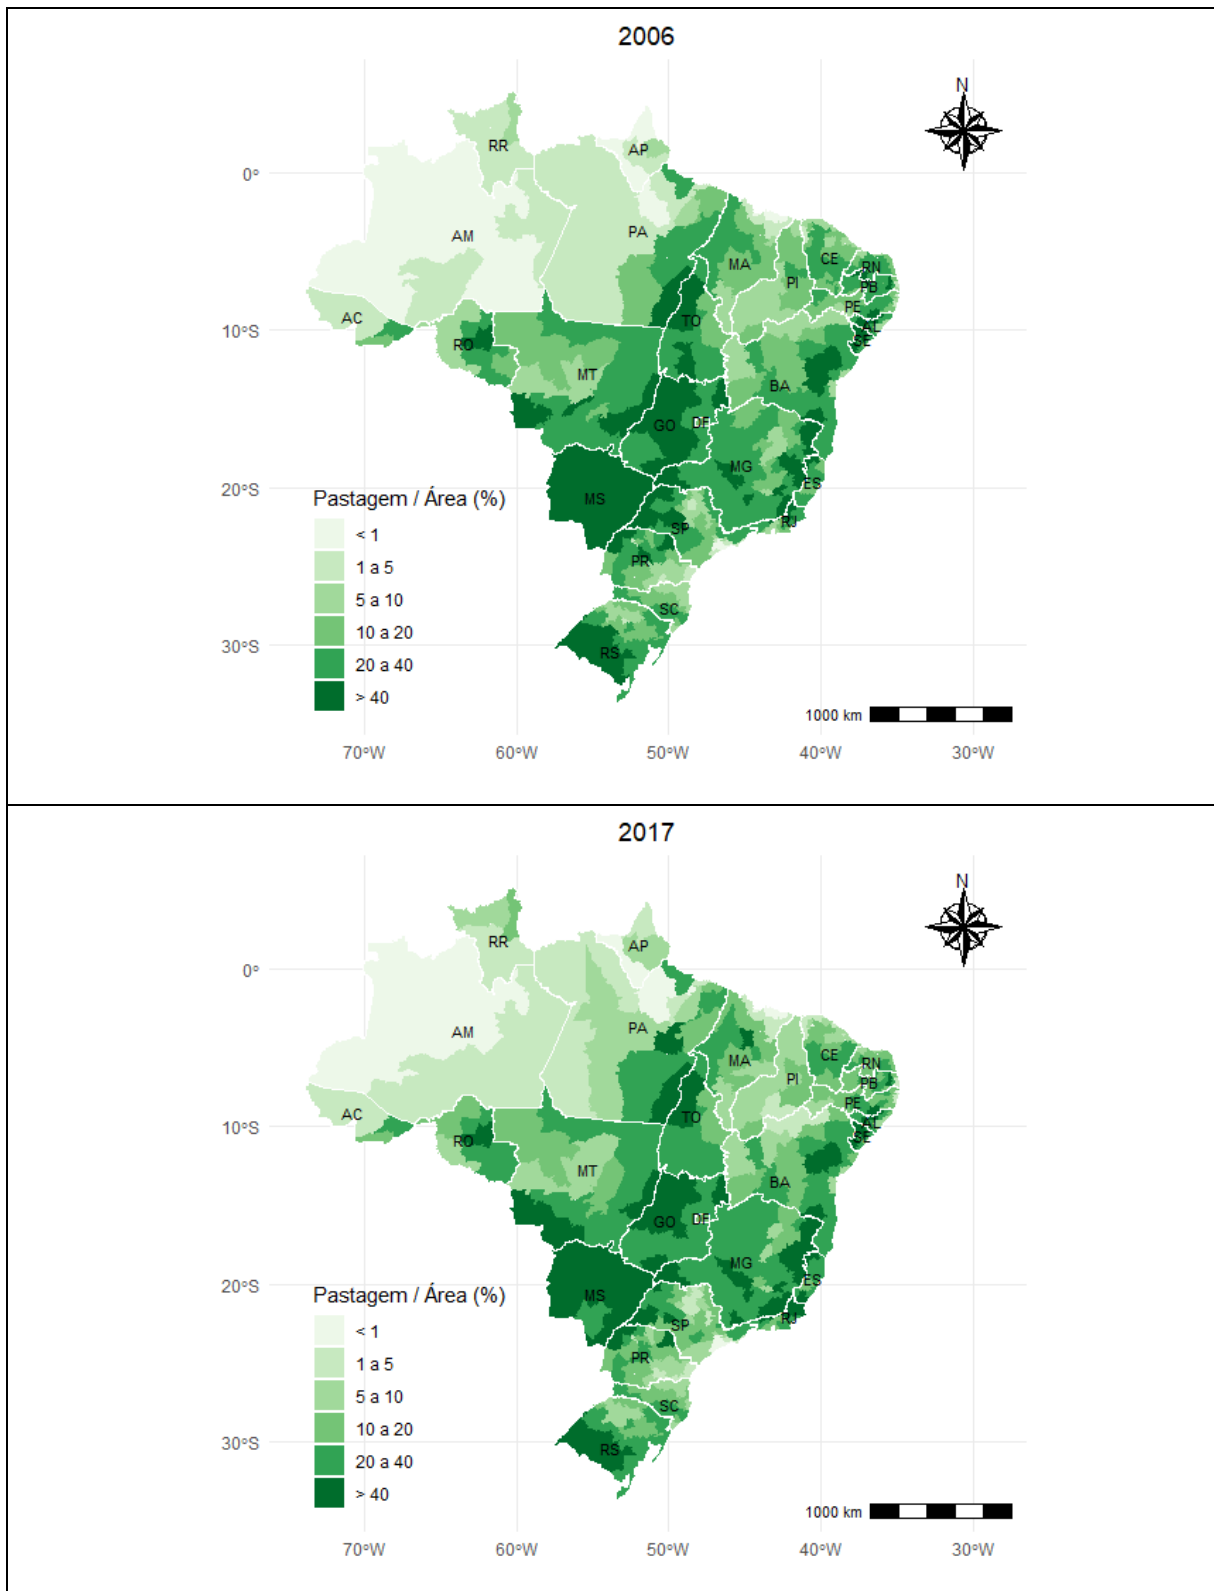 2006
N
RR
AP
0°
AM
PA
MA
CE
RN
PI
PB
PE
AC
AL
TO
SE
10°S
RO
MT
BA
GO
DF
MG
ES
20°S
MS
Pastagem / Área (%)
SP
RJ
< 1
PR
1 a 5
5 a 10
SC
10 a 20
30°S
RS
20 a 40
> 40
1000 km
70°W 60°W 50°W 40°W 30°W
2017
N
RR
AP
0°
AM
PA
MA
CE
RN
PI
PB
PE
AC
AL
TO
SE
10°S
RO
MT
BA
GO
DF
MG
ES
20°S
MS
Pastagem / Área (%)
RJ
SP
< 1
PR
1 a 5
5 a 10
SC
10 a 20
30°S
RS
20 a 40
> 40
1000 km
70°W 60°W 50°W 40°W 30°W